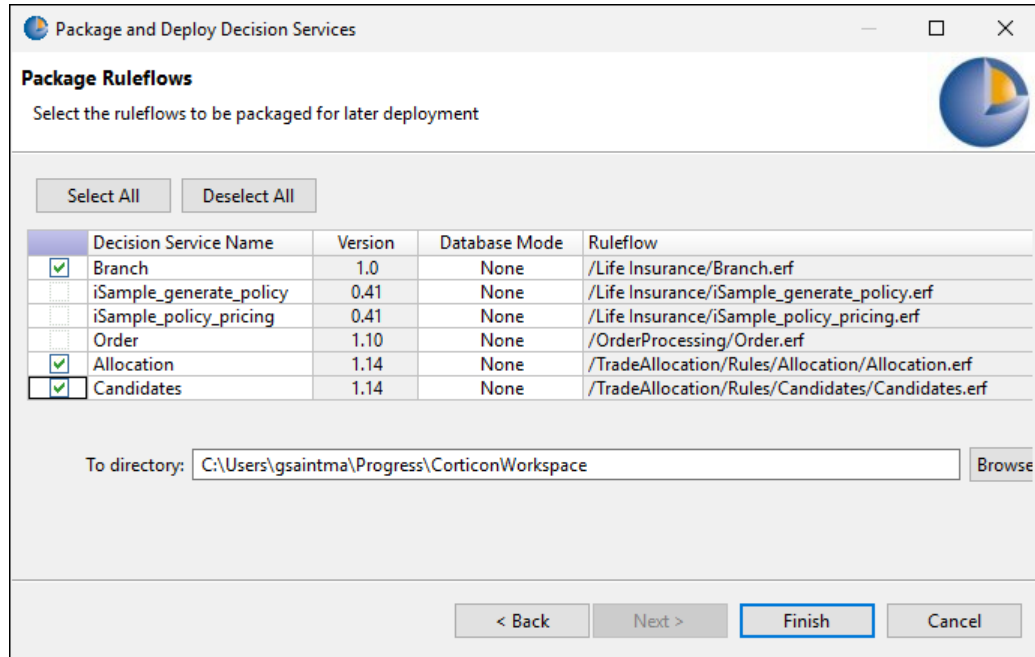 Package and Deploy Decision Services
Package Ruleflows
Select the ruleflows to be packaged for later deployment
Select All Deselect All
Decision Service Name Version Database Mode Ruleflow
Branch 1.0 None /Life Insurance/Branch.erf
iSample_generate_policy 0.41 None /Life Insurance/iSample_generate_policy.erf
iSample_policy_pricing 0.41 None /Life Insurance/iSample_policy_pricing.erf
Order 1.10 None /OrderProcessing/Order.erf
Allocation 1.14 None /TradeAllocation/Rules/Allocation/Allocation.erf
Candidates 1.14 None /TradeAllocation/Rules/Candidates/Candidates.erf
To directory: C:\Users\gsaintma\Progress\CorticonWorkspace Browse
< Back Next > Finish Cancel